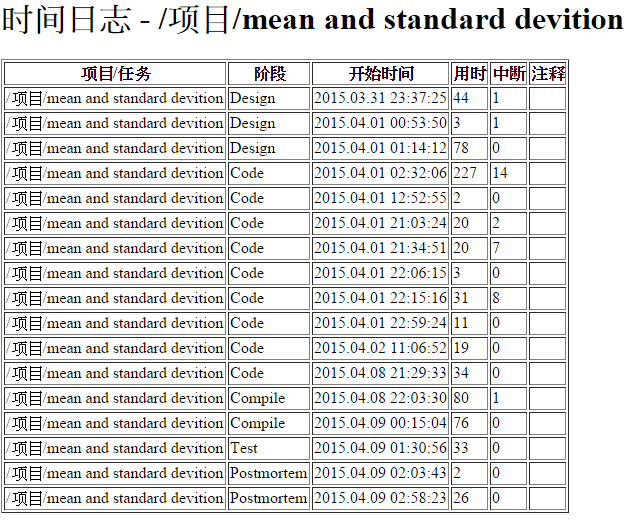 时间日志 - /项目/mean and standard devition
项目/任务 阶段 开始时间 用时 中断 注释
/项目/mean and standard devition Design 2015.03.31 23:37:25 44 1
/项目/mean and standard devition Design 2015.04.01 00:53:50 3 1
/项目/mean and standard devition Design 2015.04.01 01:14:12 78 0
/项目/mean and standard devition Code 2015.04.01 02:32:06 227 14
/项目/mean and standard devition Code 2015.04.01 12:52:55 2 0
/项目/mean and standard devition Code 2015.04.01 21:03:24 20 2
/项目/mean and standard devition Code 2015.04.01 21:34:51 20 7
/项目/mean and standard devition Code 2015.04.01 22:06:15 3 0
/项目/mean and standard devition Code 2015.04.01 22:15:16 31 8
/项目/mean and standard devition Code 2015.04.01 22:59:24 11 0
/项目/mean and standard devition Code 2015.04.02 11:06:52 19 0
/项目/mean and standard devition Code 2015.04.08 21:29:33 34 0
/项目/mean and standard devition Compile 2015.04.08 22:03:30 80 1
/项目/mean and standard devition Compile 2015.04.09 00:15:04 76 0
/项目/mean and standard devition Test 2015.04.09 01:30:56 33 0
/项目/mean and standard devition Postmortem 2015.04.09 02:03:43 2 0
/项目/mean and standard devition Postmortem 2015.04.09 02:58:23 26 0